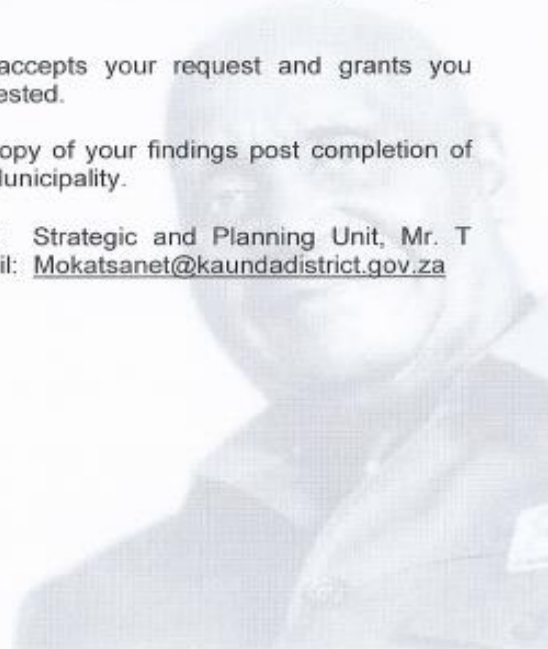 accepts your request and grants you
ested.
opy of your findings post completion of
unicipality.
Strategic and Planning Unit, Mr. T
il: Mokatsanet@kaundadistrict.gov.za